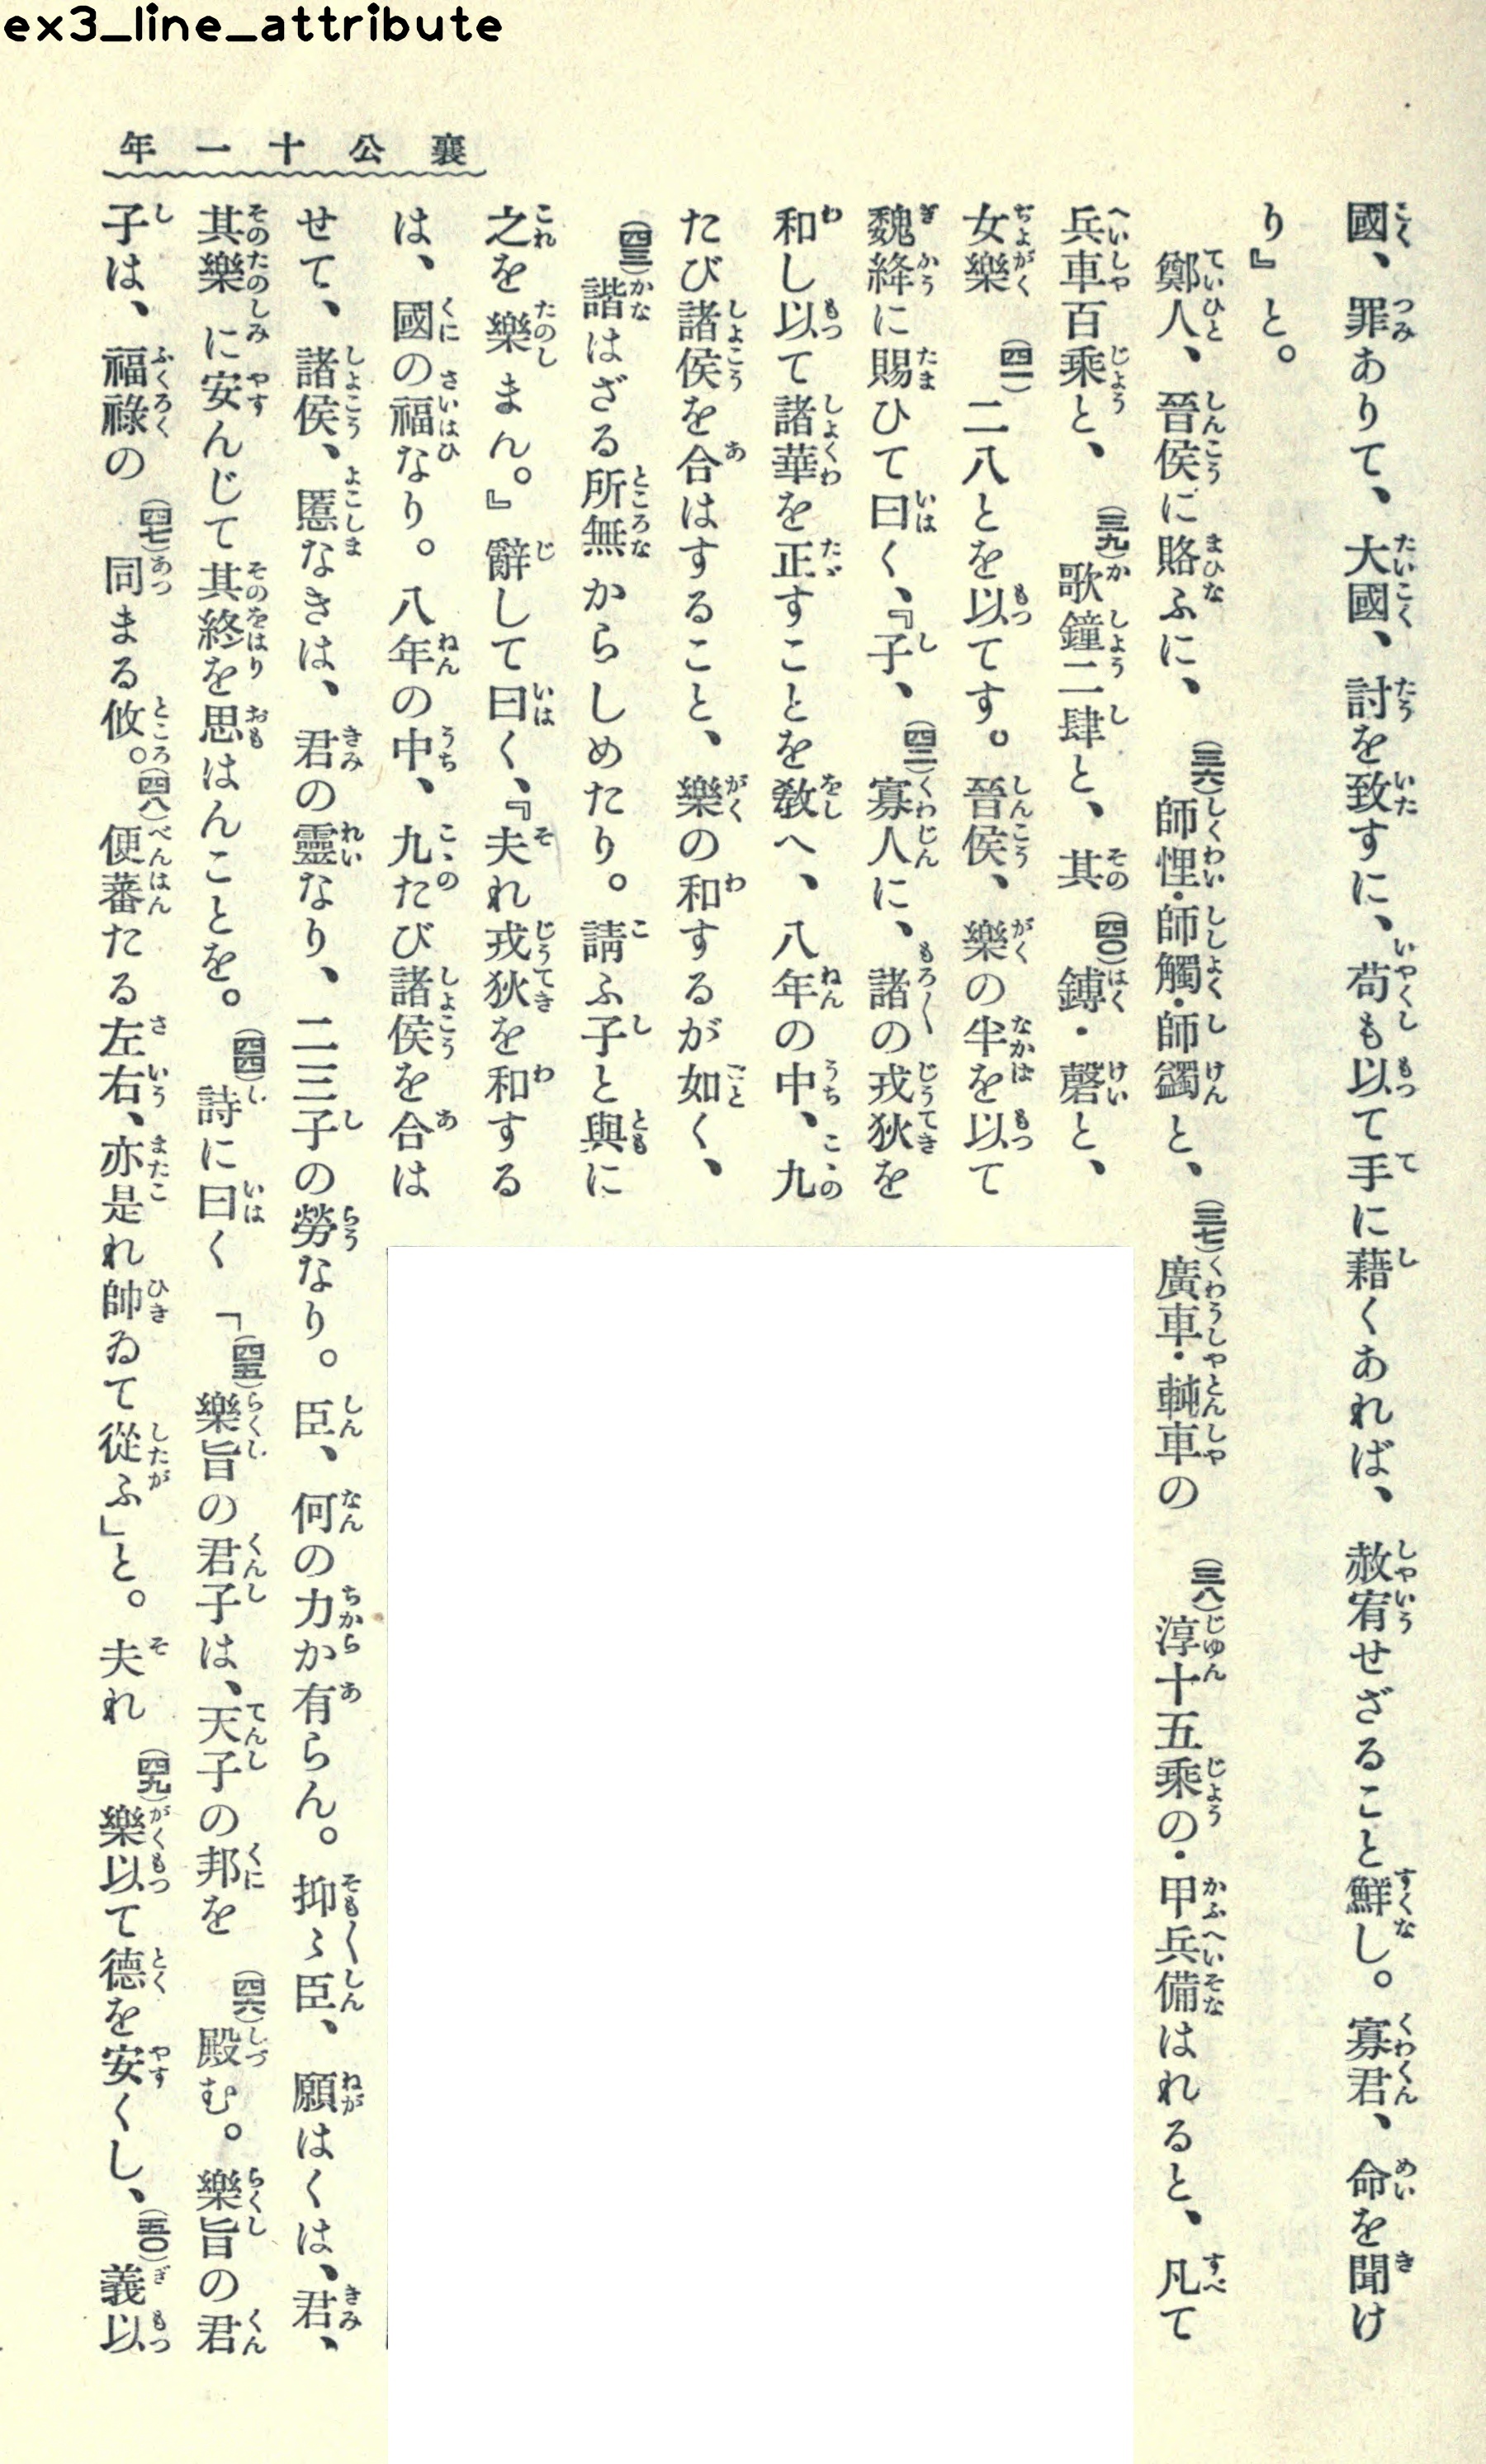 ex3_line_attribute
襄公十一年
國、罪ありて、大國、討を致すに、苟も以て手に藉くあれば、赦宥せざること鮮し。寡君、命を聞け
り』と。
鄭人、晉侯に賂ふに、(三六)師悝・師觸・師蠲と、(三七)廣車・軘車の(三八)淳十五乘の・甲兵備はれると、凡て
兵車百乘と、(三九)歌鐘二肆と、其(四〇)鎛・磬と、
女樂(四一)二八とを以てす。晉侯、樂の半を以て
魏絳に賜ひて曰く、『子、(四二)寡人に、諸の戎狄を
和し以て諸華を正すことを敎へ、八年の中、九
たび諸侯を合はすること、樂の和するが如く、
(四三)諧はざる所無からしめたり。請ふ子と與に
之を樂まん。』辭して曰く、『夫れ戎狄を和する
は、國の福なり。八年の中、九たび諸侯を合は
せて、諸侯、慝なきは、君の靈なり、二三子の勞なり。臣、何の力か有らん。抑〻臣、願はくは、君、
其樂に安んじて其終を思はんことを。(四四)詩に曰く「(四五)樂旨の君子は、天子の邦を(四六)殿む。樂旨の君
子は、福祿の(四七)同まる攸。(四八)便蕃たる左右、亦是れ帥ゐて從ふ」と。夫れ(四九)樂以て德を安くし、(五〇)義以